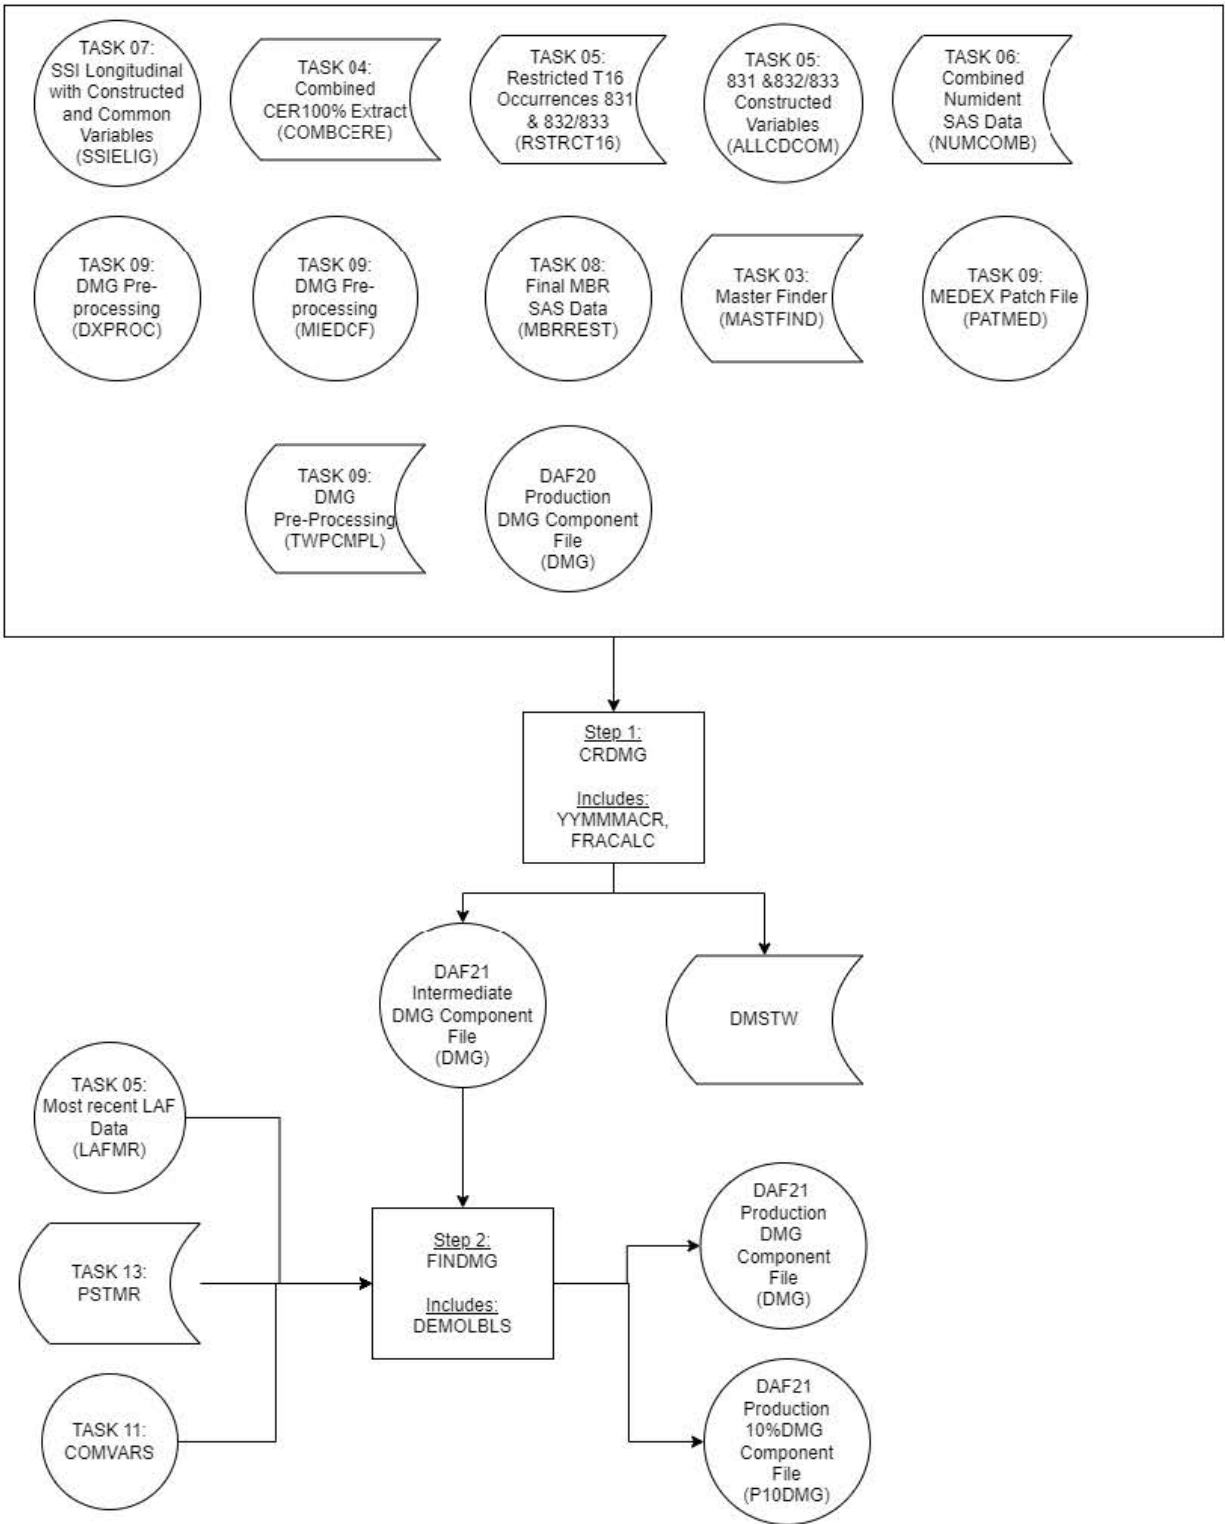 TASK 07:
SSI Longitudinal
with Constructed
and Common
Variables
(SSIELIG)
TASK 04:
Combined
CER100% Extract
(COMBCERE)
TASK 05:
Restricted T16
Occurrences 831
& 832/833
(RSTRCT16)
TASK 05:
831 &832/833
Constructed
Variables
(ALLCDCOM)
TASK 06:
Combined
Numident
SAS Data
(NUMCOMB)
TASK 09:
DMG Pre-
processing
(DXPROC)
TASK 09:
DMG Pre-
processing
(MIEDCF)
TASK 08:
Final MBR
SAS Data
(MBRREST)
TASK 03:
Master Finder
(MASTFIND)
TASK 09:
MEDEX Patch File
(PATMED)
TASK 09:
DMG
Pre-Processing
(TWPCMPL)
DAF20
Production
DMG Component
File
(DMG)
Step 1:
CRDMG
Includes:
YYMMMACR,
FRACALC
DAF21
Intermediate
DMG Component
File
(DMG)
DMSTW
TASK 05:
Most recent LAF
Data
(LAFMR)
TASK 13:
PSTMR
TASK 11:
COMVARS
Step 2:
FINDMG
Includes:
DEMOLBLS
DAF21
Production
DMG
Component
File
(DMG)
DAF21
Production
10%DMG
Component
File
(P10DMG)